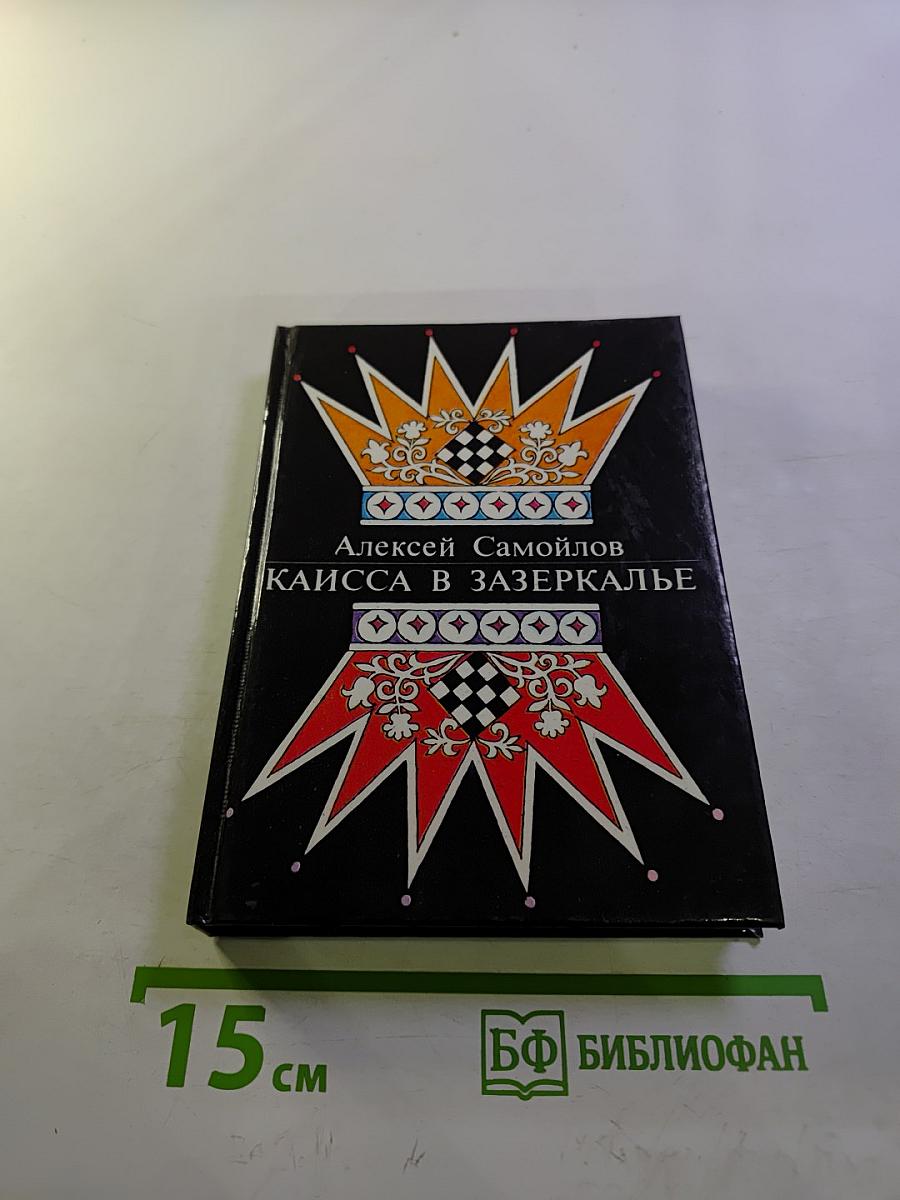 Алексей Самойлов
КАИССА В ЗАЗЕРКАЛЬЕ
15 см
БФ БИБЛИОФАН